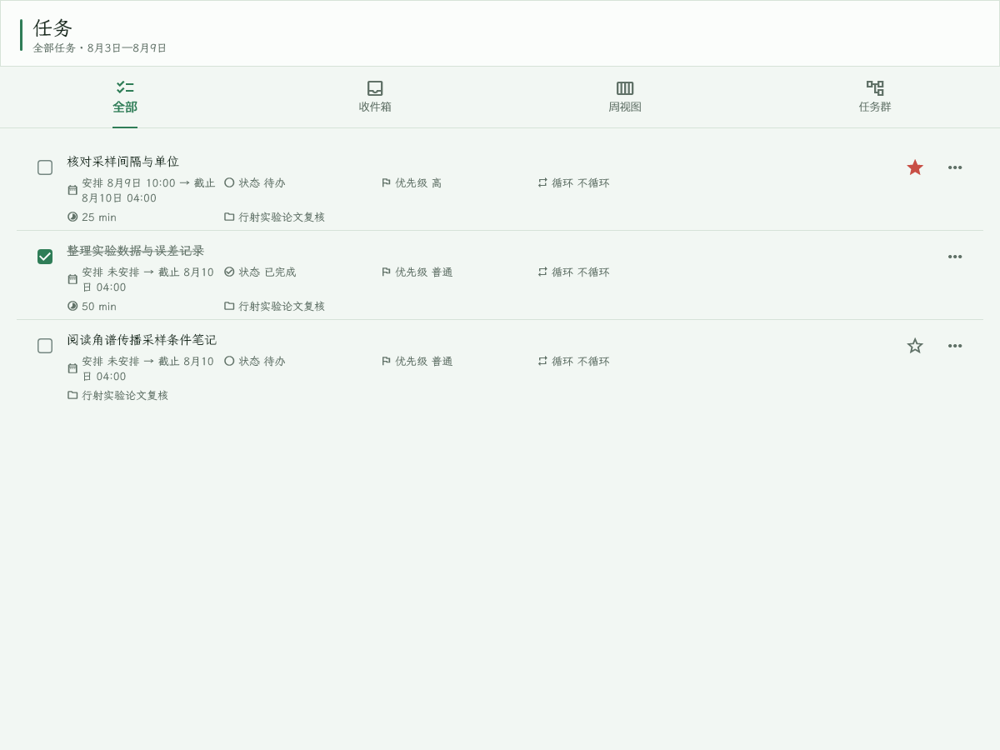 任务
全部任务・8月3日—8月9日
全部
收件箱
周视图
任务群
核对采样间隔与单位
安排 8月9日 10:00 → 截止
8月10日 04:00
状态 待办
优先级 高
循环 不循环
25 min
行射实验论文复核
整理实验数据与误差记录
安排 未安排 → 截止 8月10
日 04:00
状态 已完成
优先级 普通
循环 不循环
50 min
行射实验论文复核
阅读角谱传播采样条件笔记
安排 未安排 → 截止 8月10
日 04:00
状态 待办
优先级 普通
循环 不循环
行射实验论文复核